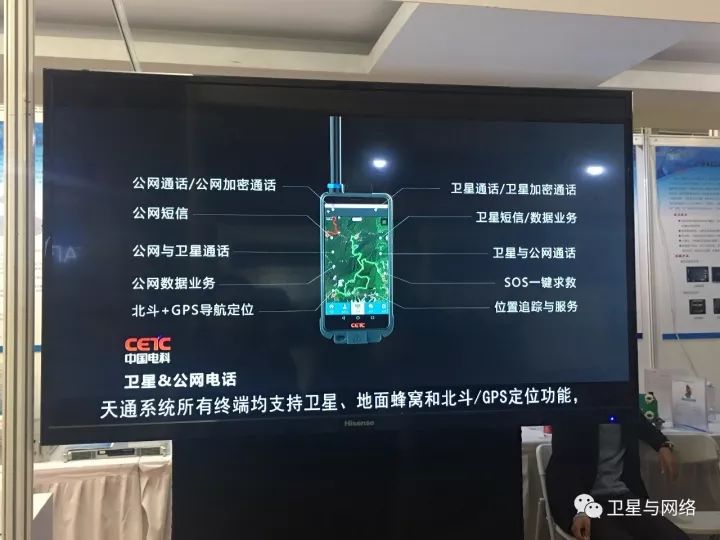 公网通话/公网加密通话
公网短信
公网与卫星通话
公网数据业务
北斗+GPS导航定位
卫星通话/卫星加密通话
卫星短信/数据业务
卫星与公网通话
SOS一键求救
位置追踪与服务
CETC
CETC
中国电科
卫星&公网电话
天通系统所有终端均支持卫星、地面蜂窝和北斗/GPS定位功能，
Hisense
卫星与网络